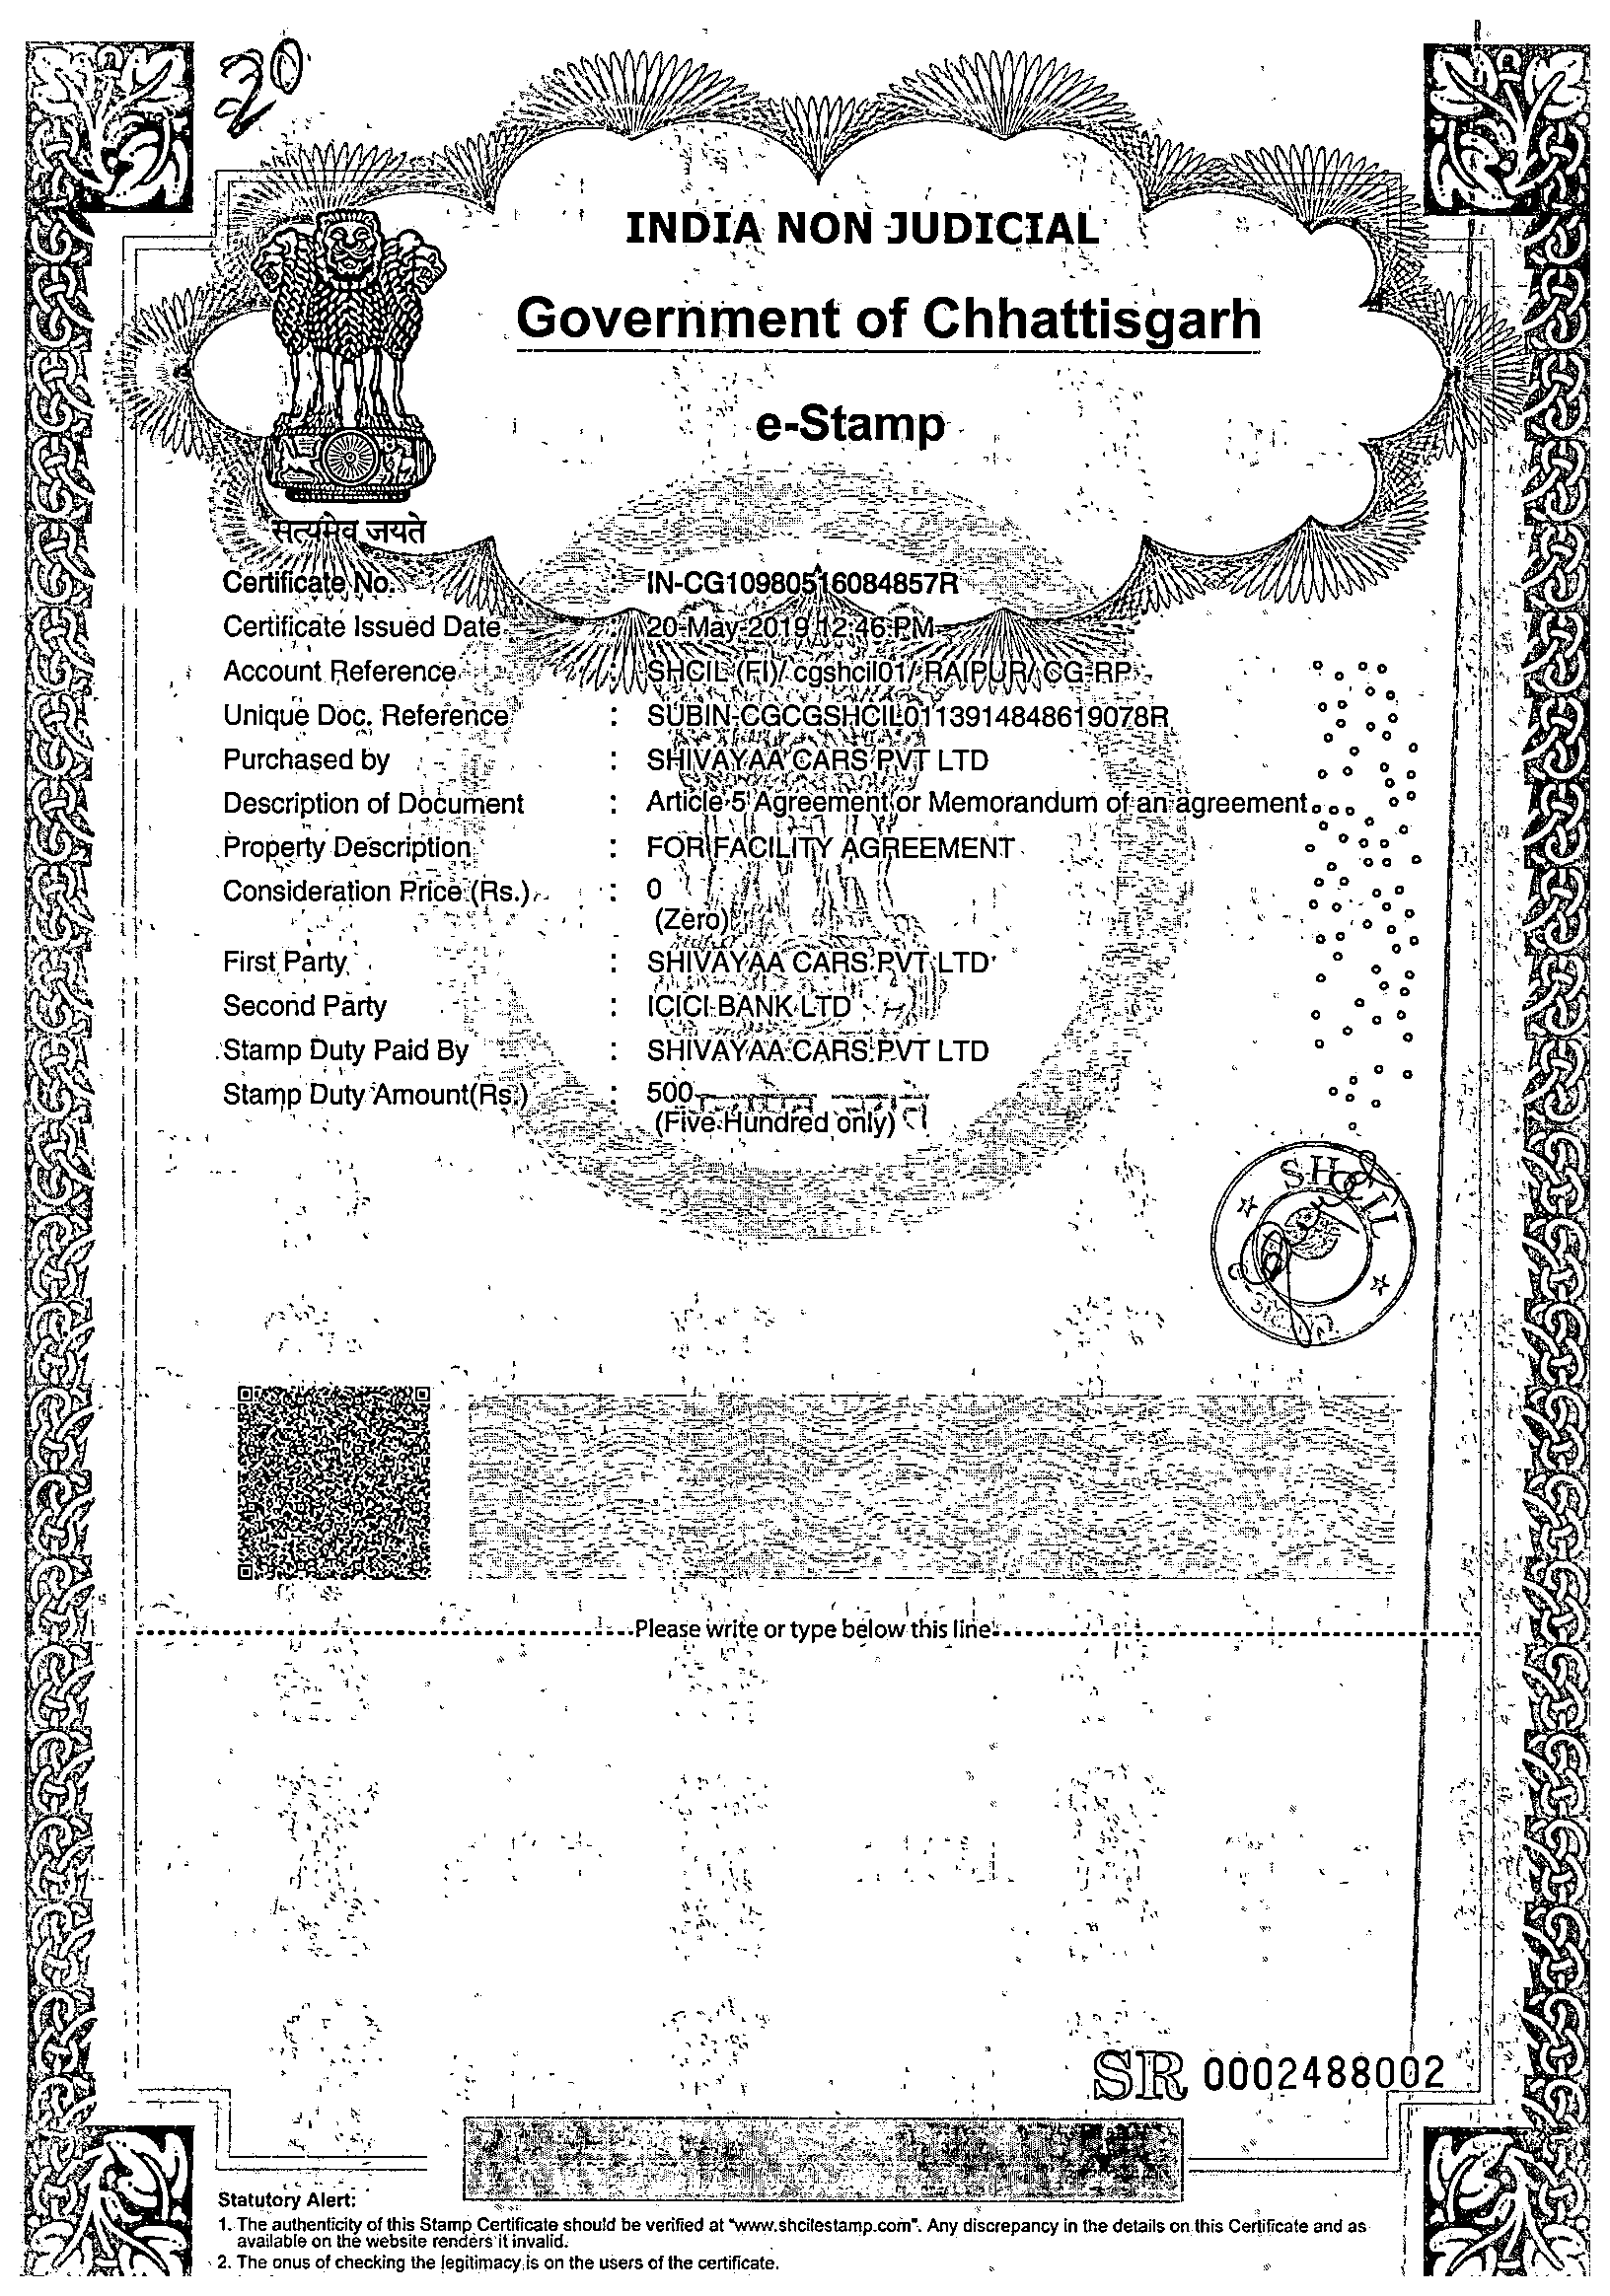 20
INDIA NON JUDICIAL
Government of Chhattisgarh
e-Stamp
सत्यमेव जयते
Certificate No. : IN-CG10980516084857R
Certificate Issued Date : 20-May-2019 12:46 PM
Account Reference : SHCIL (FI)/ cgshcil01/ RAIPUR/ CG-RP
Unique Doc. Reference : SUBIN-CGCGSHCIL0113914848619078R
Purchased by : SHIVAYAA CARS PVT LTD
Description of Document : Article 5 Agreement or Memorandum of an agreement
Property Description : FOR FACILITY AGREEMENT
Consideration Price (Rs.) : 0
(Zero)
First Party : SHIVAYAA CARS PVT LTD
Second Party : ICICI BANK LTD
Stamp Duty Paid By : SHIVAYAA CARS PVT LTD
Stamp Duty Amount(Rs.) : 500
(Five Hundred only)
SHCIL
Please write or type below this line
SR 0002488002
Statutory Alert:
1. The authenticity of this Stamp Certificate should be verified at "www.shcilestamp.com". Any discrepancy in the details on this Certificate and as
available on the website renders it invalid.
2. The onus of checking the legitimacy is on the users of the certificate.